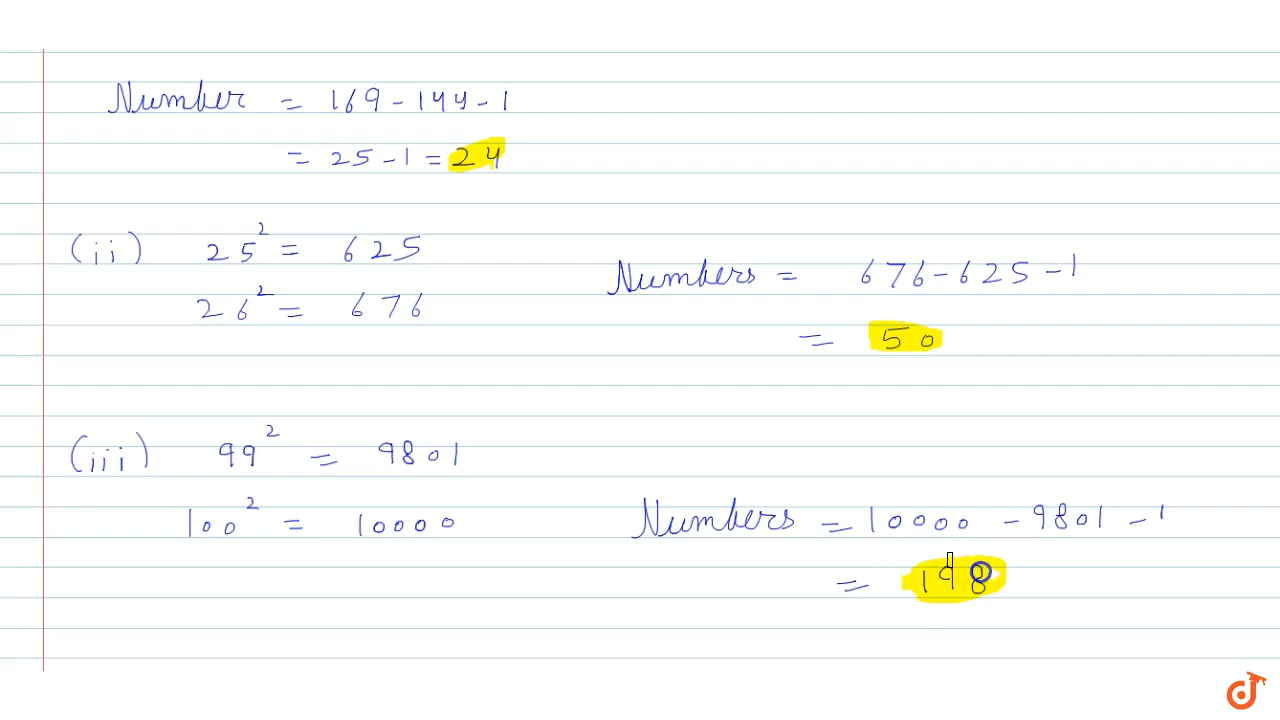 Number = 169 - 144 - 1
= 25 - 1 = 24
(ii) 25² = 625
26² = 676
Numbers = 676 - 625 - 1
= 50
(iii) 99² = 9801
100² = 10000
Numbers = 10000 - 9801 - 1
= 198